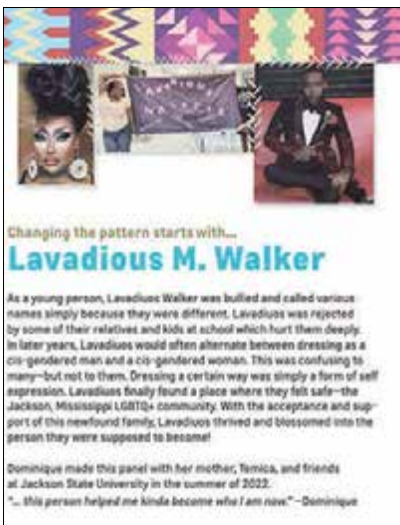 Changing the pattern starts with...
Lavadious M. Walker
As a young person, Lavadiuos Walker was bullied and called various
names simply because they were different. Lavadiuos was rejected
by some of their relatives and kids at school which hurt them deeply.
In later years, Lavadiuos would often alternate between dressing as a
cis-gendered man and a cis-gendered woman. This was confusing to
many—but not to them. Dressing a certain way was simply a form of self
expression. Lavadiuos finally found a place where they felt safe—the
Jackson, Mississippi LGBTQ+ community. With the acceptance and sup-
port of this newfound family, Lavadiuos thrived and blossomed into the
person they were supposed to become!
Dominique made this panel with her mother, Temica, and friends
at Jackson State University in the summer of 2022.
"... this person helped me kinda become who I am now." —Dominique